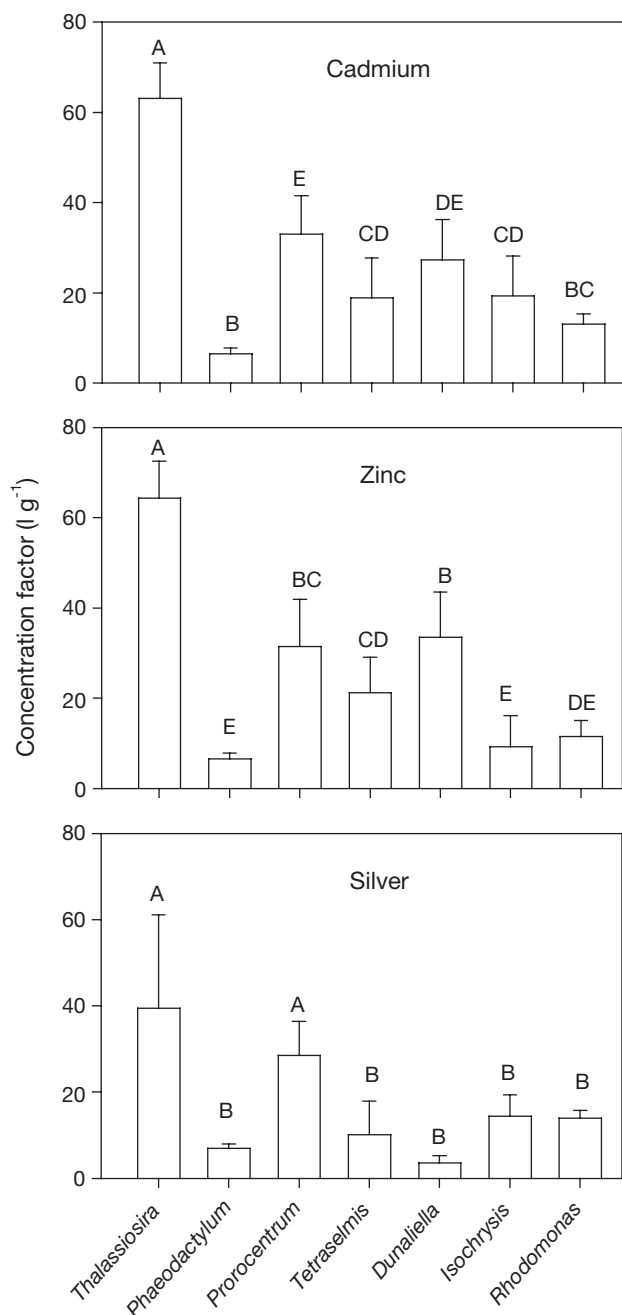 80
60
40
20
0
Cadmium
A
B
E
CD
DE
CD
BC
80
60
40
20
0
Zinc
A
E
BC
CD
B
E
DE
Concentration factor (l g⁻¹)
80
60
40
20
0
Silver
A
B
A
B
B
B
B
Thalassiosira
Phaeodactylum
Prorocentrum
Tetraselmis
Dunaliella
Isochrysis
Rhodomonas